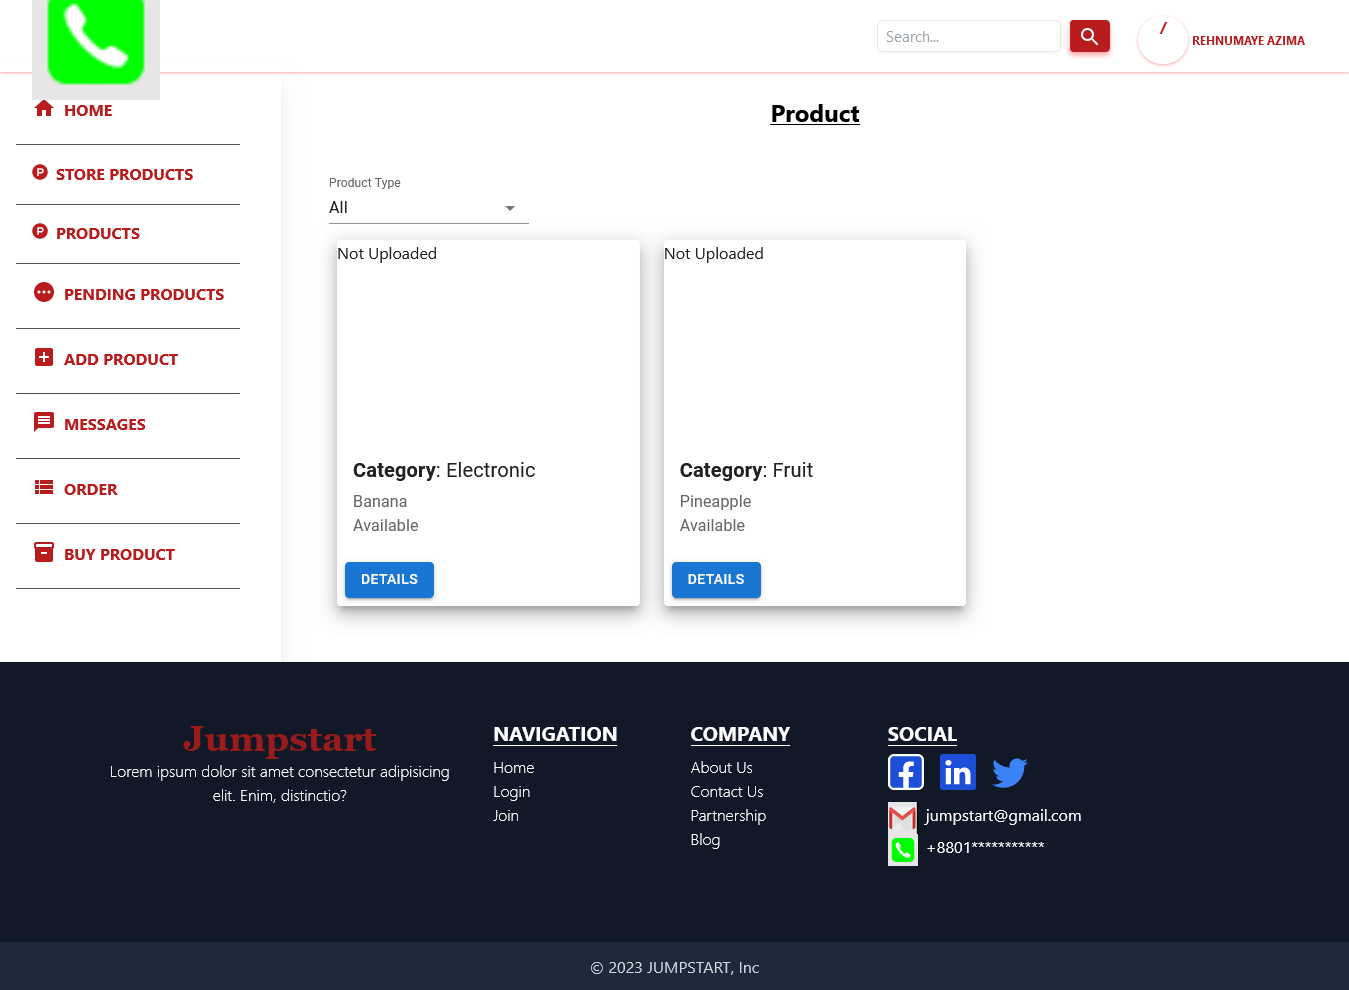 Search...
/
REHNUMAYE AZIMA
HOME
STORE PRODUCTS
PRODUCTS
PENDING PRODUCTS
ADD PRODUCT
MESSAGES
ORDER
BUY PRODUCT
Product
Product Type
All
Not Uploaded
Category: Electronic
Banana
Available
DETAILS
Not Uploaded
Category: Fruit
Pineapple
Available
DETAILS
Jumpstart
Lorem ipsum dolor sit amet consectetur adipisicing
elit. Enim, distinctio?
NAVIGATION
Home
Login
Join
COMPANY
About Us
Contact Us
Partnership
Blog
SOCIAL
jumpstart@gmail.com
+8801***********
© 2023 JUMPSTART, Inc